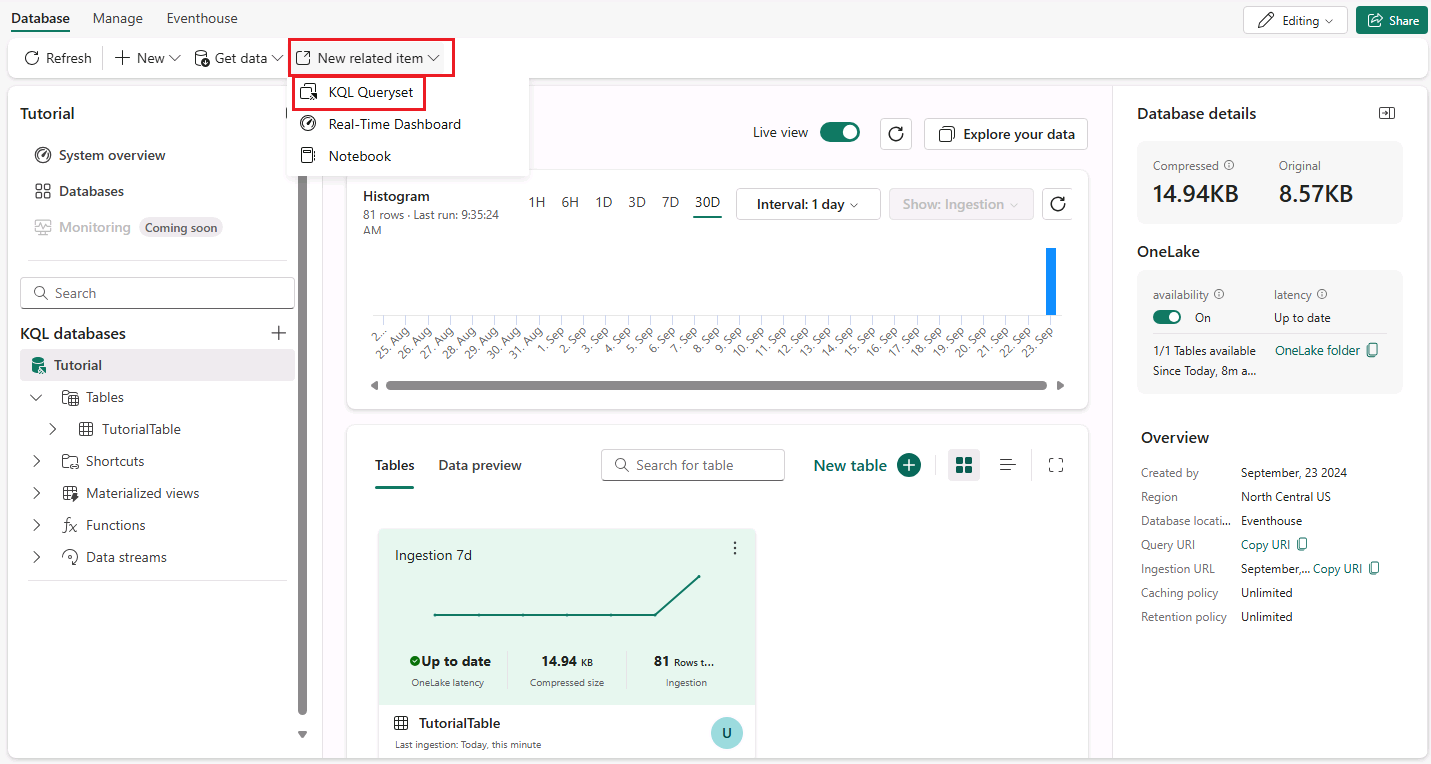 Database Manage Eventhouse
Editing Share
Refresh New Get data New related item
KQL Queryset
Real-Time Dashboard
Notebook
Tutorial
System overview
Databases
Monitoring Coming soon
Search
KQL databases
Tutorial
Tables
TutorialTable
Shortcuts
Materialized views
Functions
Data streams
Live view Explore your data
Histogram
81 rows · Last run: 9:35:24
AM
1H 6H 1D 3D 7D 30D Interval: 1 day Show: Ingestion
2... 25. Aug 26. Aug 27. Aug 28. Aug 29. Aug 30. Aug 31. Aug 1. Sep 2. Sep 3. Sep 4. Sep 5. Sep 6. Sep 7. Sep 8. Sep 9. Sep 10. Sep 11. Sep 12. Sep 13. Sep 14. Sep 15. Sep 16. Sep 17. Sep 18. Sep 19. Sep 20. Sep 21. Sep 22. Sep 23. Sep
Tables Data preview Search for table New table
Ingestion 7d
Up to date 14.94 KB 81 Rows t...
OneLake latency Compressed size Ingestion
TutorialTable
Last ingestion: Today, this minute
U
Database details
Compressed Original
14.94KB 8.57KB
OneLake
availability latency
On Up to date
1/1 Tables available OneLake folder
Since Today, 8m a...
Overview
Created by September, 23 2024
Region North Central US
Database locati... Eventhouse
Query URI Copy URI
Ingestion URL September,... Copy URI
Caching policy Unlimited
Retention policy Unlimited